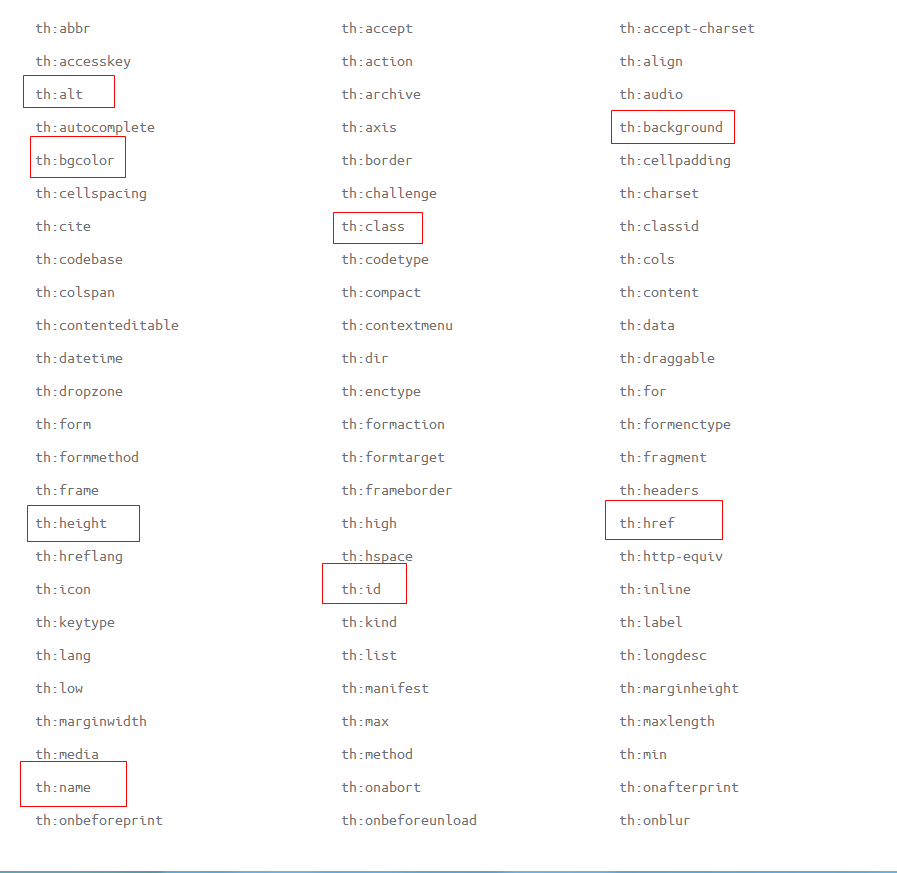 th:abbr th:accept th:accept-charset
th:accesskey th:action th:align
th:alt th:archive th:audio
th:autocomplete th:axis th:background
th:bgcolor th:border th:cellpadding
th:cellspacing th:challenge th:charset
th:cite th:class th:classid
th:codebase th:codetype th:cols
th:colspan th:compact th:content
th:contenteditable th:contextmenu th:data
th:datetime th:dir th:draggable
th:dropzone th:enctype th:for
th:form th:formaction th:formenctype
th:formmethod th:formtarget th:fragment
th:frame th:frameborder th:headers
th:height th:high th:href
th:hreflang th:hspace th:http-equiv
th:icon th:id th:inline
th:keytype th:kind th:label
th:lang th:list th:longdesc
th:low th:manifest th:marginheight
th:marginwidth th:max th:maxlength
th:media th:method th:min
th:name th:onabort th:onafterprint
th:onbeforeprint th:onbeforeunload th:onblur